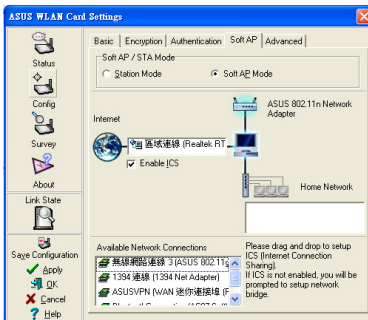 ASUS WLAN Card Settings
Status
Config
Survey
About
Link State
Save Configuration
Apply
OK
Cancel
Help
Basic
Encryption
Authentication
Soft AP
Advanced
Soft AP / STA Mode
Station Mode
Soft AP Mode
Internet
ASUS 802.11n Network
Adapter
區域連線 (Realtek RT
Enable ICS
Home Network
Available Network Connections
無線網路連線 3 (ASUS 802.11g
1394 連線 (1394 Net Adapter)
ASUSVPN (WAN 迷你連接埠 (F
Please drag and drop to setup
ICS (Internet Connection
Sharing).
If ICS is not enabled, you will be
prompted to setup network
bridge.